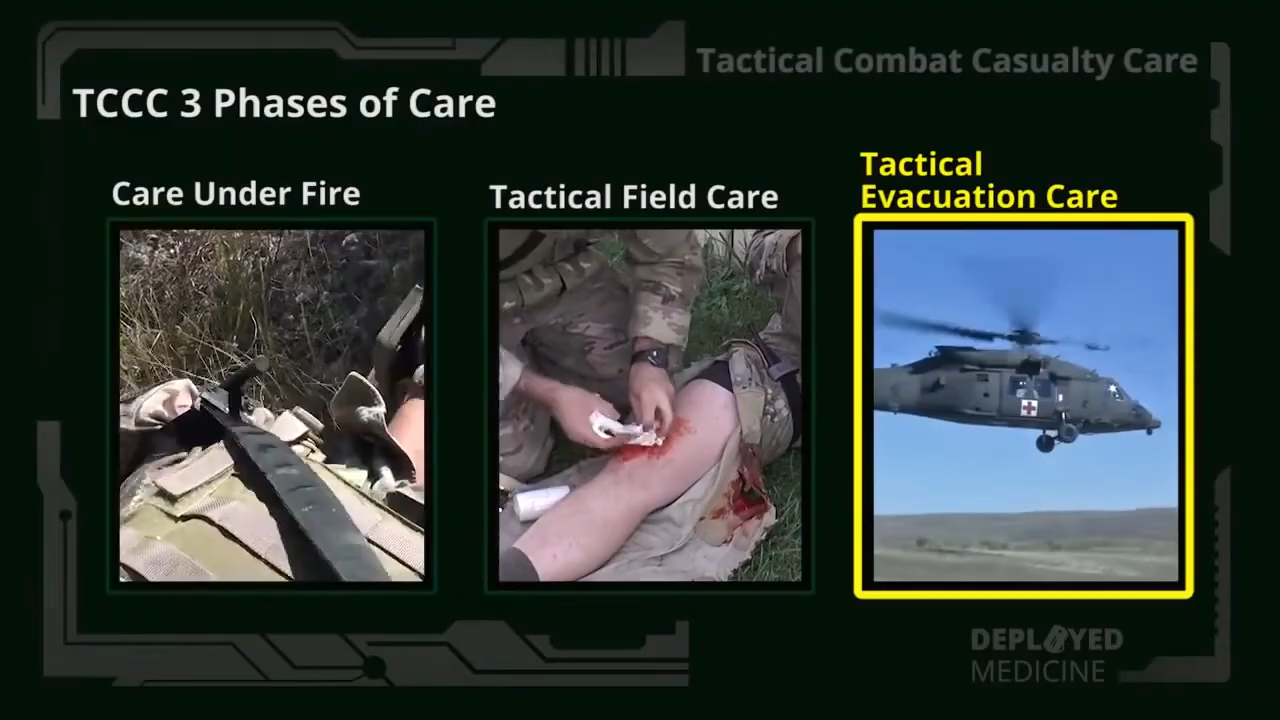 Tactical Combat Casualty Care
TCCC 3 Phases of Care
Care Under Fire
Tactical Field Care
Tactical
Evacuation Care
DEPLOYED
MEDICINE